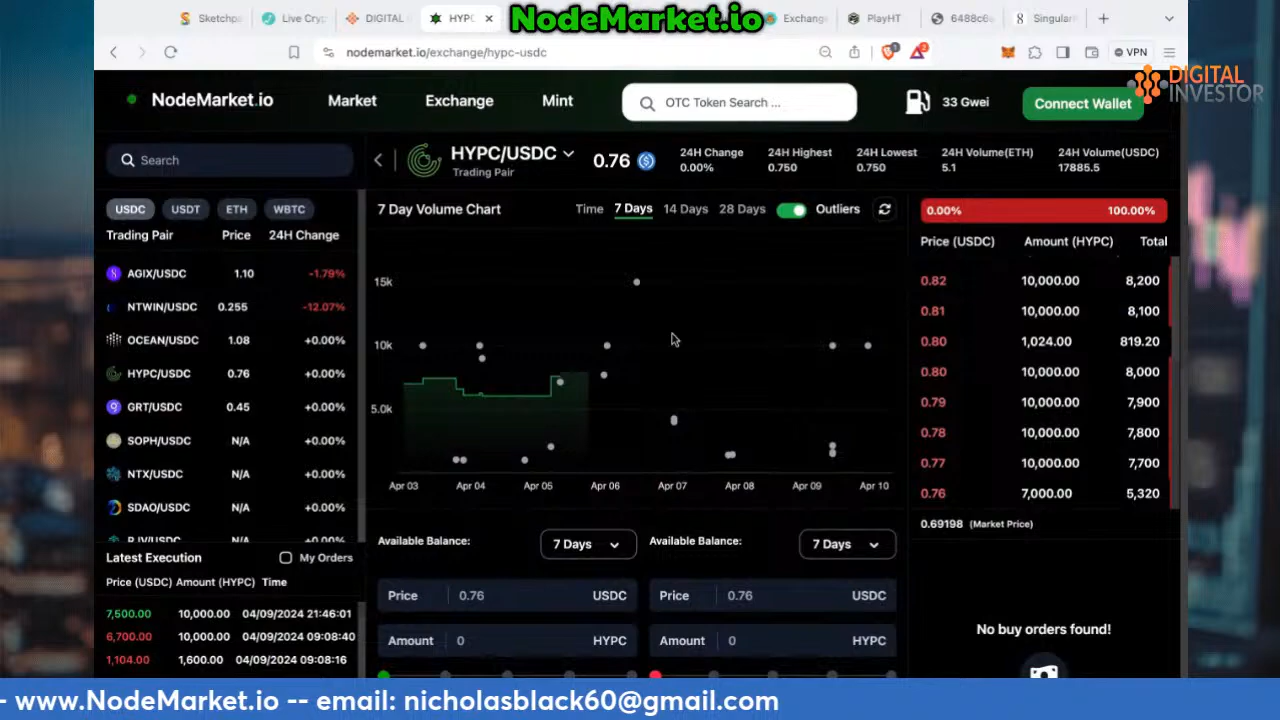 NodeMarket.io
Sketchpa
Live Cryp
DIGITAL
HYPC
Exchang
PlayHT
6488c6
Singular
nodemarket.io/exchange/hypc-usdc
VPN
DIGITAL
INVESTOR
NodeMarket.io Market Exchange Mint
OTC Token Search ...
33 Gwei
Connect Wallet
Search
HYPC/USDC
Trading Pair
0.76
24H Change
0.00%
24H Highest
0.750
24H Lowest
0.750
24H Volume(ETH)
5.1
24H Volume(USDC)
17885.5
USDC USDT ETH WBTC
Trading Pair Price 24H Change
AGIX/USDC 1.10 -1.79%
NTWIN/USDC 0.255 -12.07%
OCEAN/USDC 1.08 +0.00%
HYPC/USDC 0.76 +0.00%
GRT/USDC 0.45 +0.00%
SOPH/USDC N/A +0.00%
NTX/USDC N/A +0.00%
SDAO/USDC N/A +0.00%
RJV/USDC N/A +0.00%
Latest Execution My Orders
Price (USDC) Amount (HYPC) Time
7,500.00 10,000.00 04/09/2024 21:46:01
6,700.00 10,000.00 04/09/2024 09:08:40
1,104.00 1,600.00 04/09/2024 09:08:16
7 Day Volume Chart Time 7 Days 14 Days 28 Days Outliers
15k
10k
5.0k
Apr 03 Apr 04 Apr 05 Apr 06 Apr 07 Apr 08 Apr 09 Apr 10
Available Balance: 7 Days
Price 0.76 USDC
Amount 0 HYPC
Available Balance: 7 Days
Price 0.76 USDC
Amount 0 HYPC
0.00% 100.00%
Price (USDC) Amount (HYPC) Total
0.82 10,000.00 8,200
0.81 10,000.00 8,100
0.80 1,024.00 819.20
0.80 10,000.00 8,000
0.79 10,000.00 7,900
0.78 10,000.00 7,800
0.77 10,000.00 7,700
0.76 7,000.00 5,320
0.69198 (Market Price)
No buy orders found!
- www.NodeMarket.io -- email: nicholasblack60@gmail.com